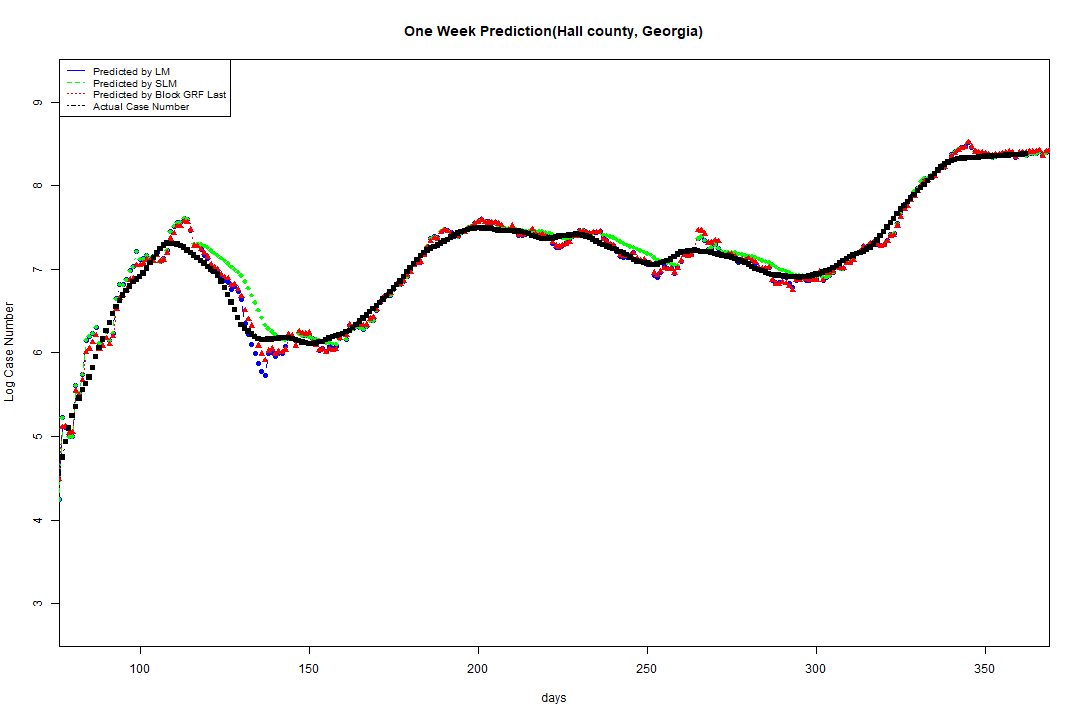 One Week Prediction(Hall county, Georgia)
Predicted by LM
Predicted by SLM
Predicted by Block GRF Last
Actual Case Number
9
8
7
6
5
4
3
Log Case Number
100 150 200 250 300 350
days